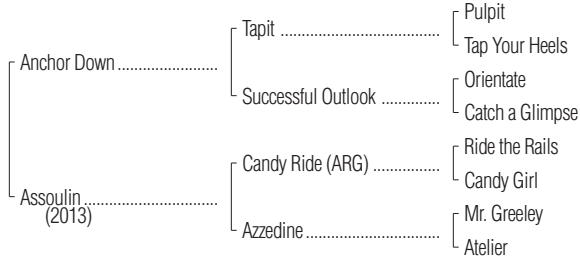 Pulpit
Tapit ..............................
Tap Your Heels
Anchor Down ........................
Orientate
Successful Outlook ..............
Catch a Glimpse
Ride the Rails
Candy Ride (ARG) ................
Candy Girl
Assoulin ................................
(2013)
Mr. Greeley
Azzedine ................................
Atelier